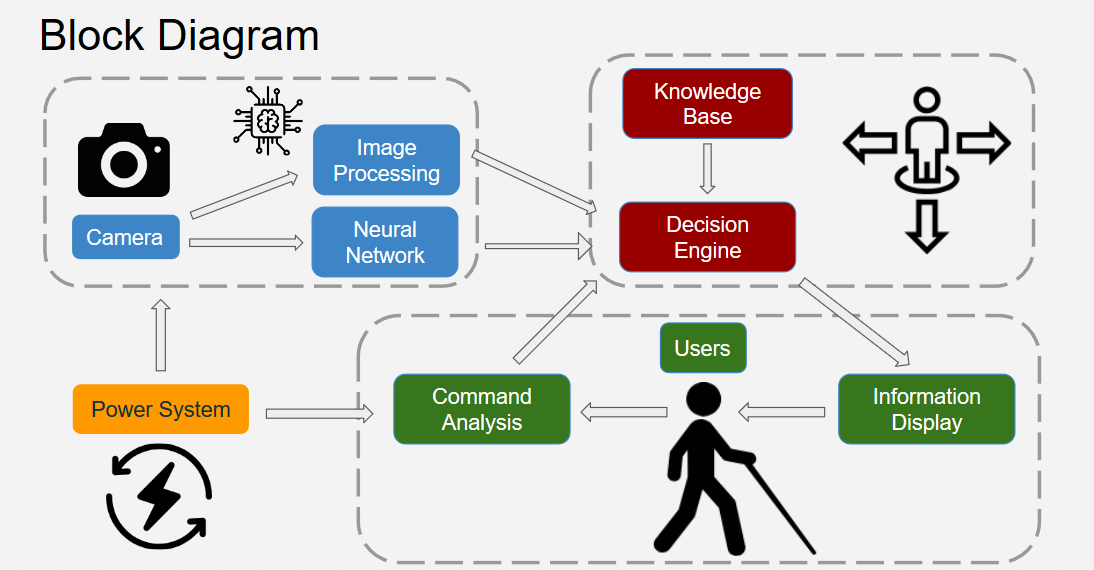 Block Diagram
Knowledge
Base
Image
Processing
Camera
Neural
Network
Decision
Engine
Users
Power System
Command
Analysis
Information
Display